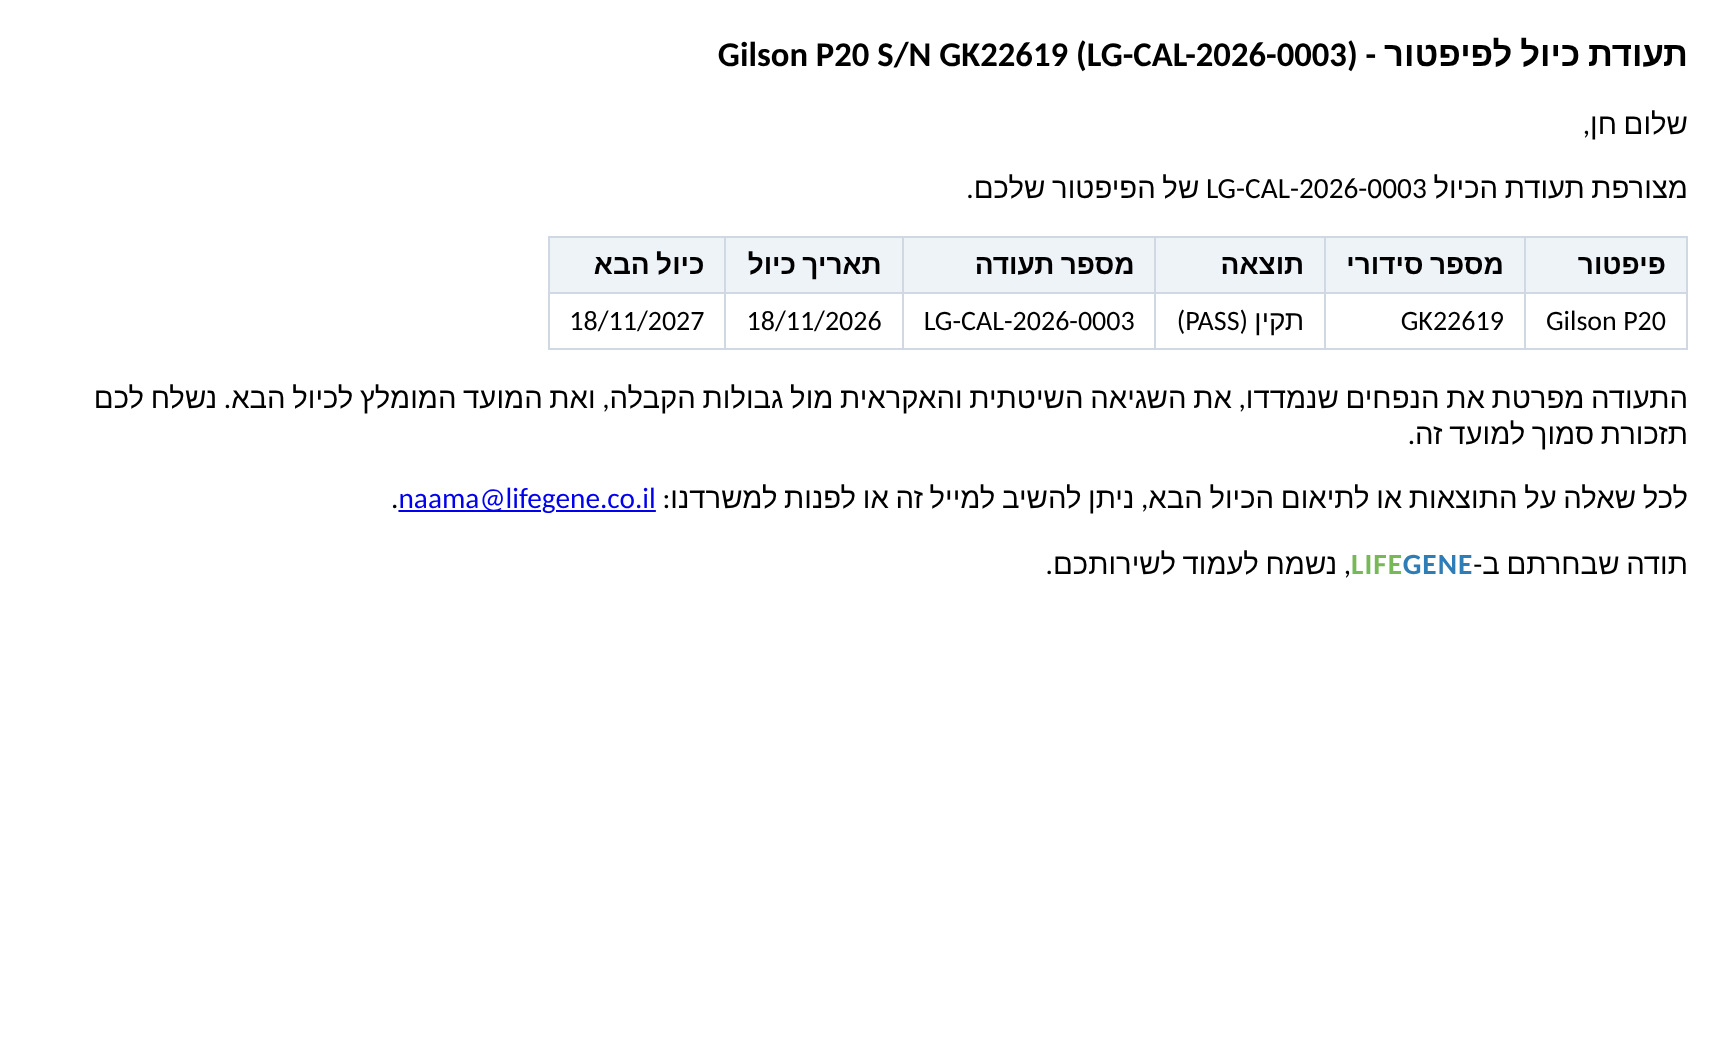 תעודת כיול לפיפטור - Gilson P20 S/N GK22619 (LG-CAL-2026-0003)
שלום חן,
מצורפת תעודת הכיול LG-CAL-2026-0003 של הפיפטור שלכם.
פיפטור מספר סידורי תוצאה מספר תעודה תאריך כיול כיול הבא
Gilson P20 GK22619 תקין (PASS) LG-CAL-2026-0003 18/11/2026 18/11/2027
התעודה מפרטת את הנפחים שנמדדו, את השגיאה השיטתית והאקראית מול גבולות הקבלה, ואת המועד המומלץ לכיול הבא. נשלח לכם
תזכורת סמוך למועד זה.
לכל שאלה על התוצאות או לתיאום הכיול הבא, ניתן להשיב למייל זה או לפנות למשרדנו: naama@lifegene.co.il.
תודה שבחרתם ב-LIFEGENE, נשמח לעמוד לשירותכם.